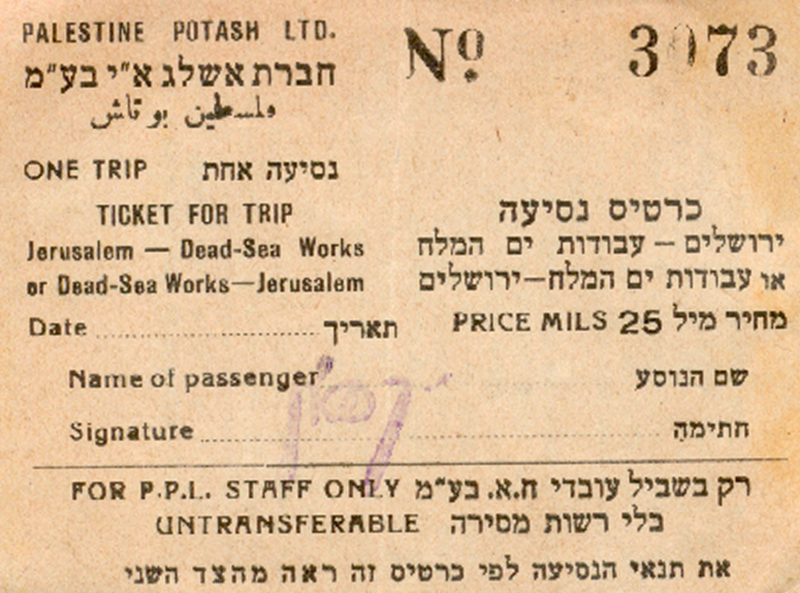 PALESTINE POTASH LTD.
חברת אשלג א"י בע"מ
فلسطين بوتاش
Nº 3073
ONE TRIP נסיעה אחת
TICKET FOR TRIP
Jerusalem — Dead-Sea Works
or Dead-Sea Works—Jerusalem
כרטיס נסיעה
ירושלים – עבודות ים המלח
או עבודות ים המלח–ירושלים
Date ................ תאריך
PRICE MILS 25 מחיר מיל
Name of passenger שם הנוסע
Signature ................ חתימה
FOR P.P.L. STAFF ONLY רק בשביל עובדי ח.א. בע"מ
UNTRANSFERABLE בלי רשות מסירה
את תנאי הנסיעה לפי כרטיס זה ראה מהצד השני